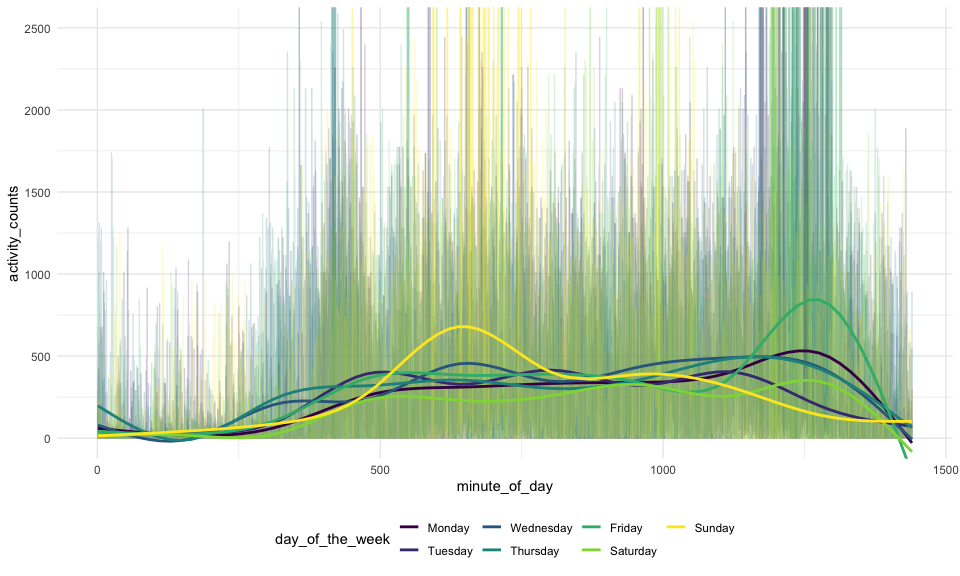 2500
2000
1500
1000
500
0
activity_counts
0 500 1000 1500
minute_of_day
day_of_the_week
Monday Wednesday Friday Sunday
Tuesday Thursday Saturday